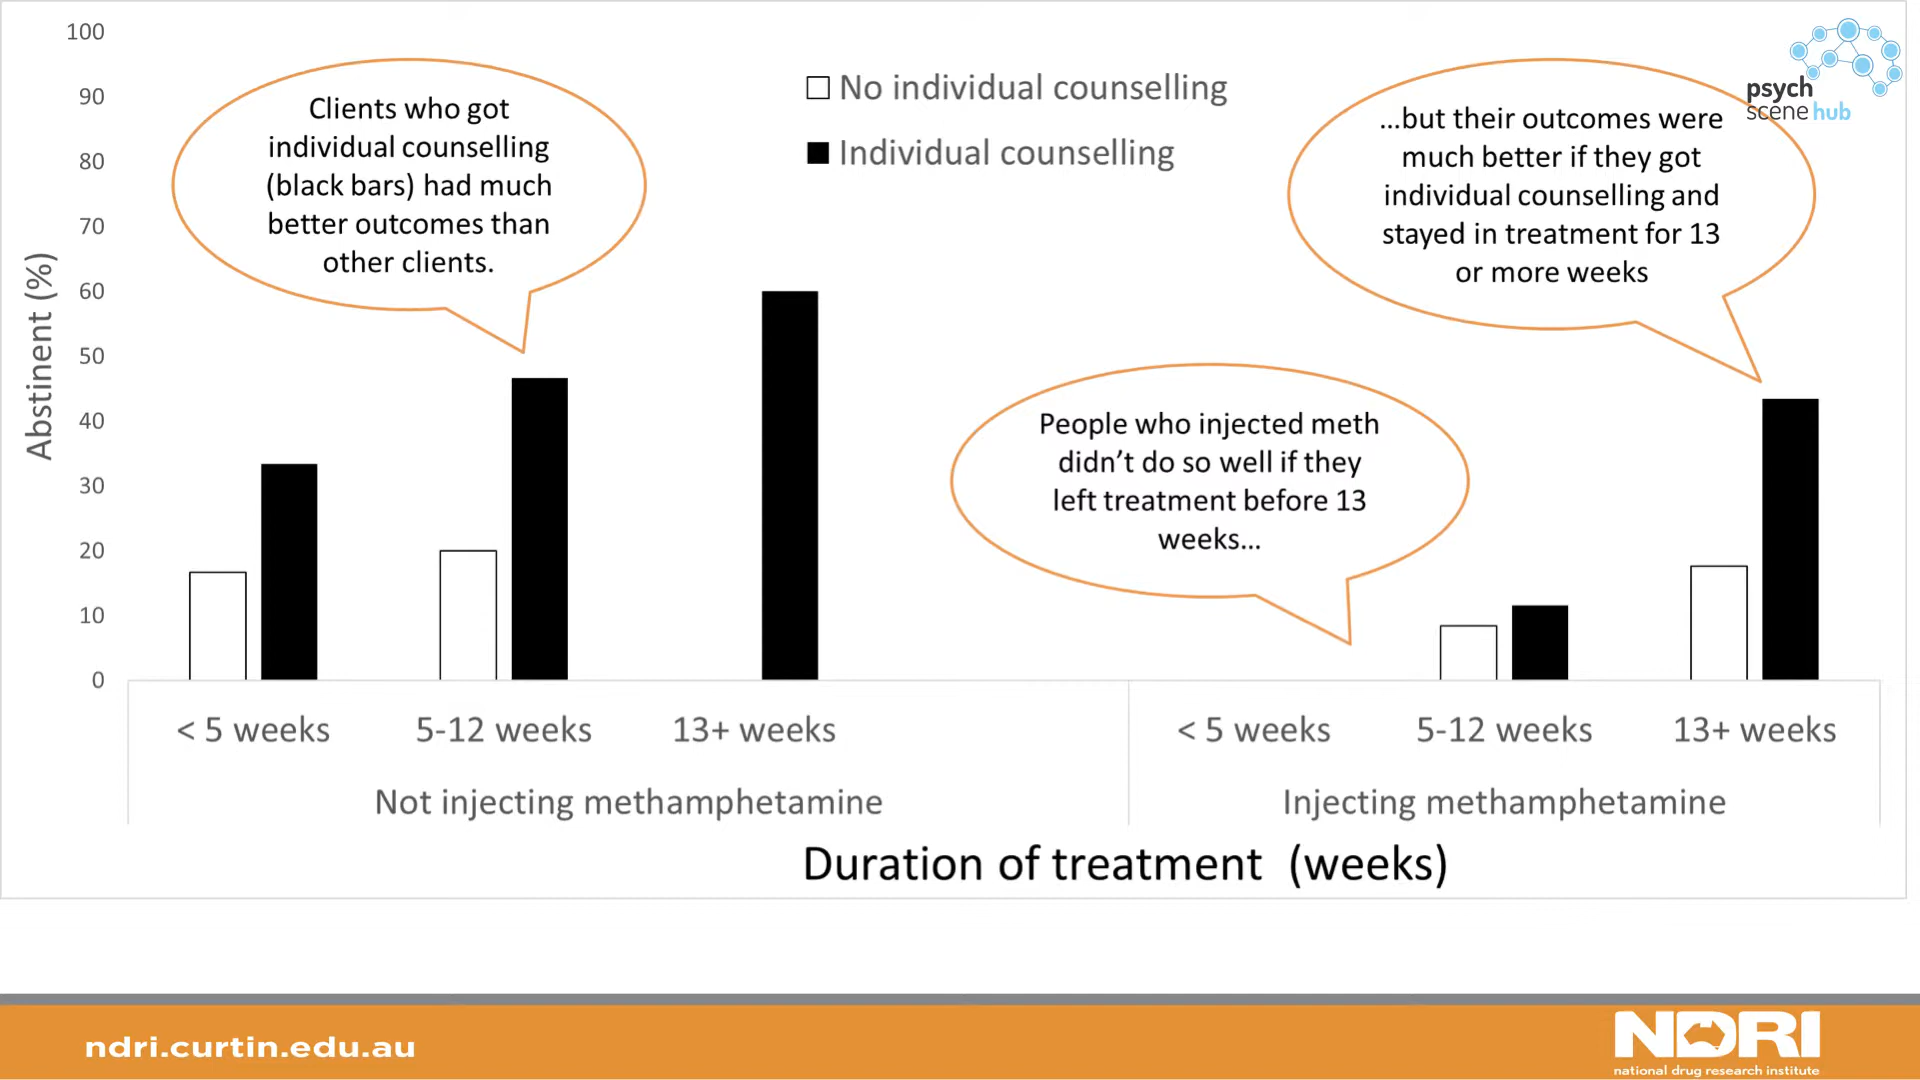 100
90
80
70
60
50
40
30
20
10
0
Abstinent (%)
Clients who got
individual counselling
(black bars) had much
better outcomes than
other clients.
No individual counselling
Individual counselling
psych
scene hub
...but their outcomes were
much better if they got
individual counselling and
stayed in treatment for 13
or more weeks
People who injected meth
didn't do so well if they
left treatment before 13
weeks...
< 5 weeks
5-12 weeks
13+ weeks
< 5 weeks
5-12 weeks
13+ weeks
Not injecting methamphetamine
Injecting methamphetamine
Duration of treatment (weeks)
ndri.curtin.edu.au
NDRI
national drug research institute